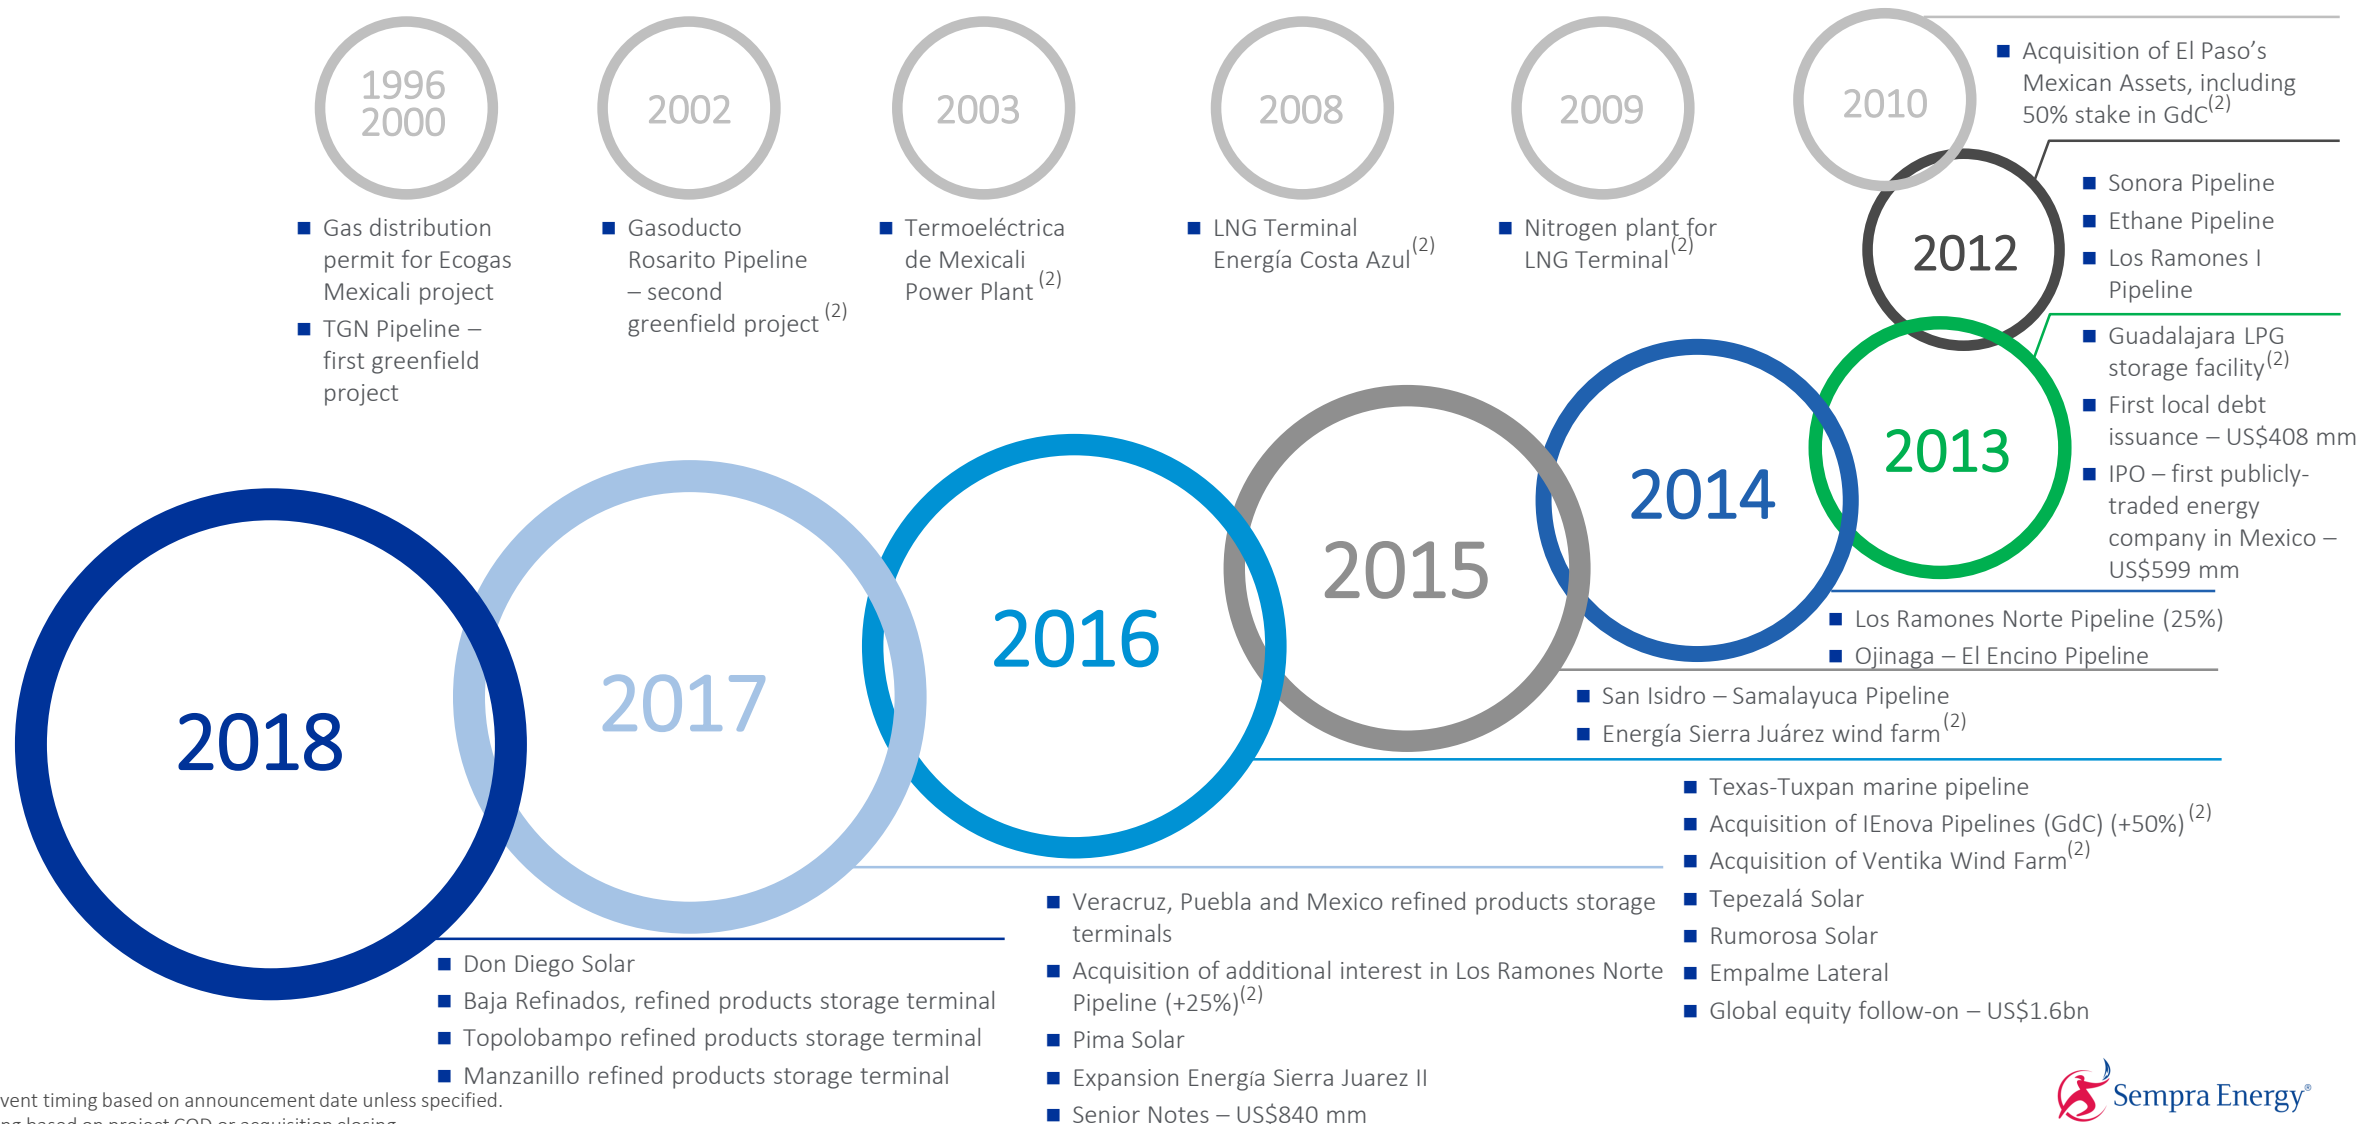 1996
2000
2002
2003
2008
2009
2010
■ Gas distribution
permit for Ecogas
Mexicali project
■ TGN Pipeline –
first greenfield
project
■ Gasoducto
Rosarito Pipeline
– second
greenfield project (2)
■ Termoeléctrica
de Mexicali
Power Plant (2)
■ LNG Terminal
Energía Costa Azul(2)
■ Nitrogen plant for
LNG Terminal(2)
■ Acquisition of El Paso’s
Mexican Assets, including
50% stake in GdC(2)
2012
■ Sonora Pipeline
■ Ethane Pipeline
■ Los Ramones I
Pipeline
2013
■ Guadalajara LPG
storage facility(2)
■ First local debt
issuance – US$408 mm
■ IPO – first publicly-
traded energy
company in Mexico –
US$599 mm
2014
■ Los Ramones Norte Pipeline (25%)
■ Ojinaga – El Encino Pipeline
2015
■ San Isidro – Samalayuca Pipeline
■ Energía Sierra Juárez wind farm(2)
2016
■ Texas-Tuxpan marine pipeline
■ Acquisition of IEnova Pipelines (GdC) (+50%)(2)
■ Acquisition of Ventika Wind Farm(2)
■ Tepezalá Solar
■ Rumorosa Solar
■ Empalme Lateral
■ Global equity follow-on – US$1.6bn
2017
■ Veracruz, Puebla and Mexico refined products storage
terminals
■ Acquisition of additional interest in Los Ramones Norte
Pipeline (+25%)(2)
■ Pima Solar
■ Expansion Energía Sierra Juarez II
■ Senior Notes – US$840 mm
2018
■ Don Diego Solar
■ Baja Refinados, refined products storage terminal
■ Topolobampo refined products storage terminal
■ Manzanillo refined products storage terminal
vent timing based on announcement date unless specified.
ng based on project COD or acquisition closing
Sempra Energy®